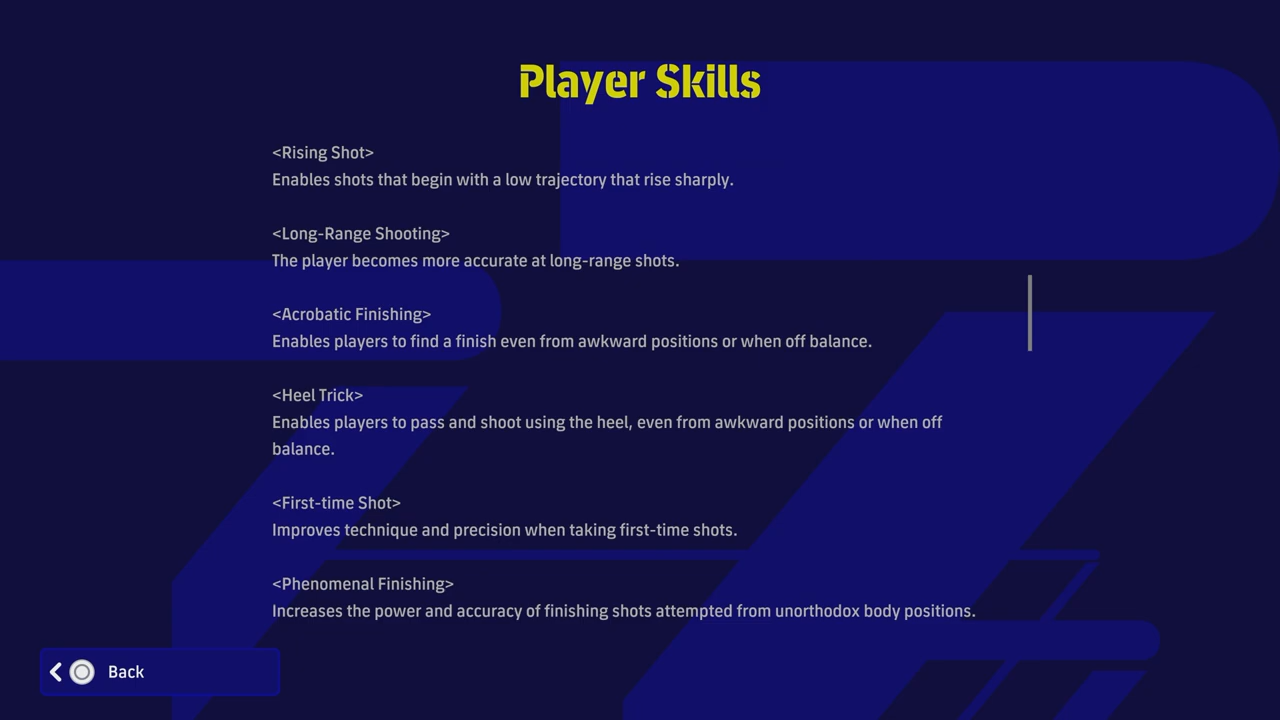 Player Skills
<Rising Shot>
Enables shots that begin with a low trajectory that rise sharply.
<Long-Range Shooting>
The player becomes more accurate at long-range shots.
<Acrobatic Finishing>
Enables players to find a finish even from awkward positions or when off balance.
<Heel Trick>
Enables players to pass and shoot using the heel, even from awkward positions or when off
balance.
<First-time Shot>
Improves technique and precision when taking first-time shots.
<Phenomenal Finishing>
Increases the power and accuracy of finishing shots attempted from unorthodox body positions.
Back